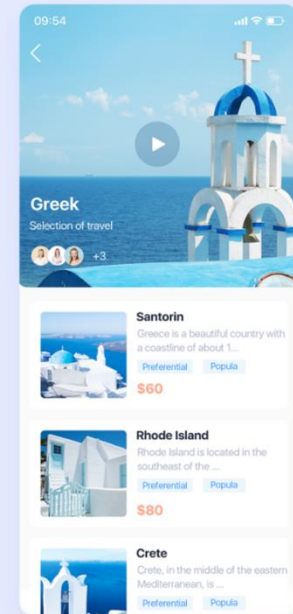 09:54
Greek
Selection of travel
+3
Santorin
Greece is a beautiful country with
a coastline of about 1...
Preferential Popula
$60
Rhode Island
Rhode Island is located in the
southeast of the ...
Preferential Popula
$80
Crete
Crete, in the middle of the eastern
Mediterranean, is ...
Preferential Popula